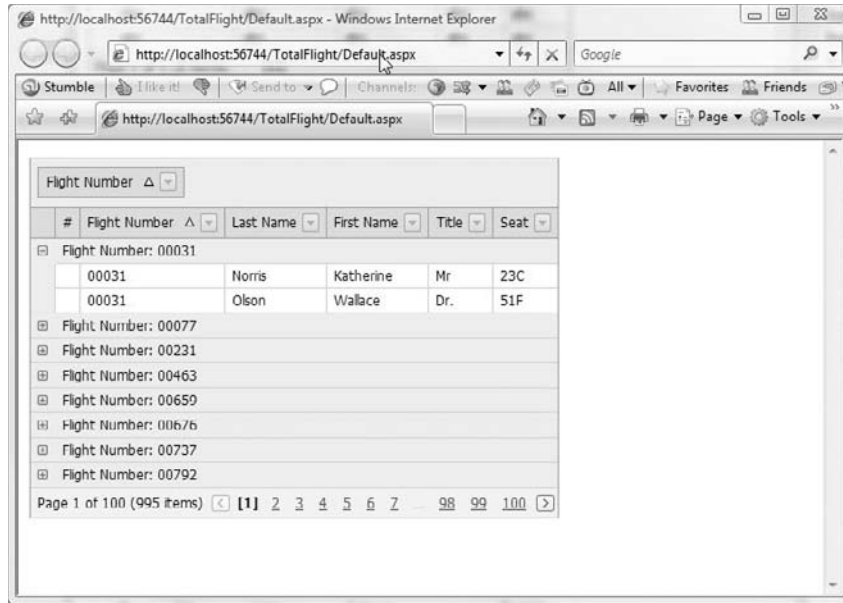 http://localhost:56744/TotalFlight/Default.aspx - Windows Internet Explorer
http://localhost:56744/TotalFlight/Default.aspx Google
Stumble I like it! Send to Channels: All Favorites Friends
http://localhost:56744/TotalFlight/Default.aspx Page Tools
Flight Number
# Flight Number Last Name First Name Title Seat
Flight Number: 00031
00031 Norris Katherine Mr 23C
00031 Olson Wallace Dr. 51F
Flight Number: 00077
Flight Number: 00231
Flight Number: 00463
Flight Number: 00659
Flight Number: 00676
Flight Number: 00737
Flight Number: 00792
Page 1 of 100 (995 items) [1] 2 3 4 5 6 7 ... 98 99 100